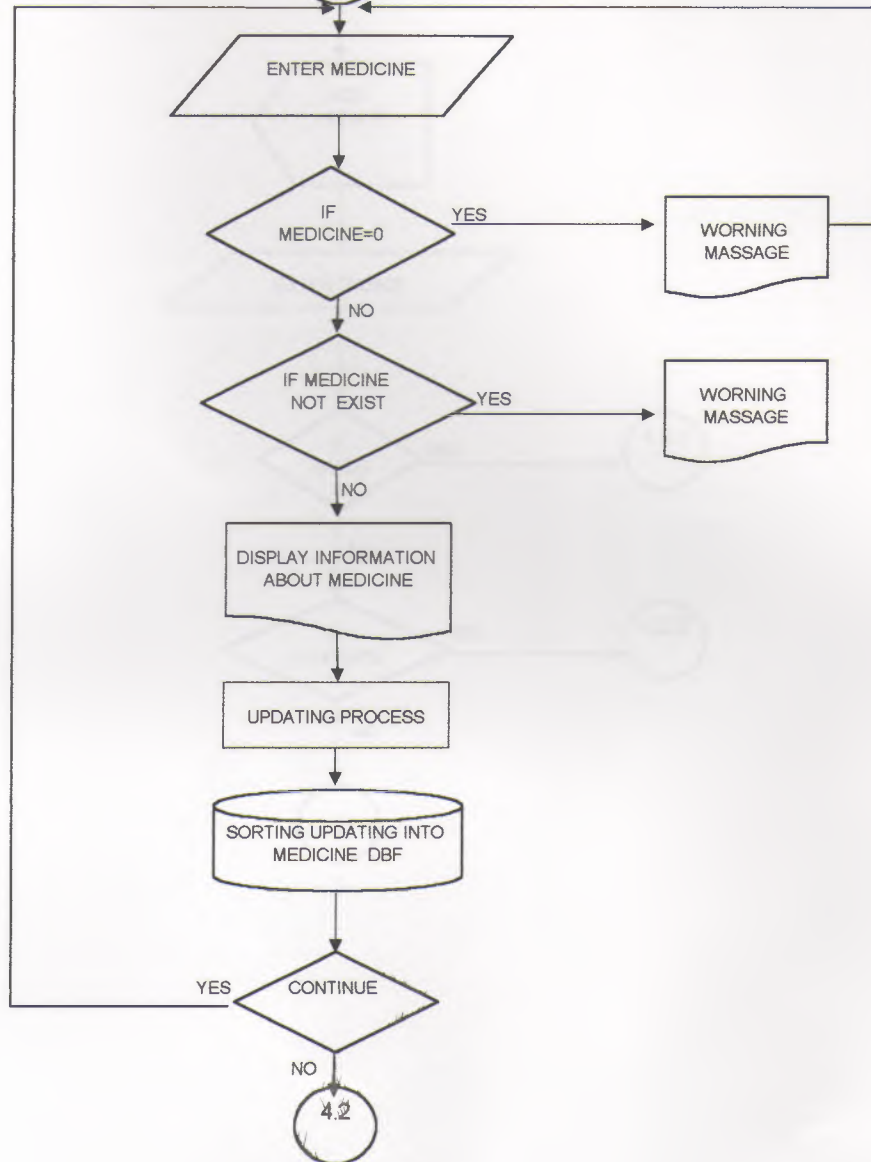 ENTER MEDICINE
IF
MEDICINE=0
YES
WORNING
MASSAGE
NO
IF MEDICINE
NOT EXIST
YES
WORNING
MASSAGE
NO
DISPLAY INFORMATION
ABOUT MEDICINE
UPDATING PROCESS
SORTING UPDATING INTO
MEDICINE DBF
YES
CONTINUE
NO
4.2